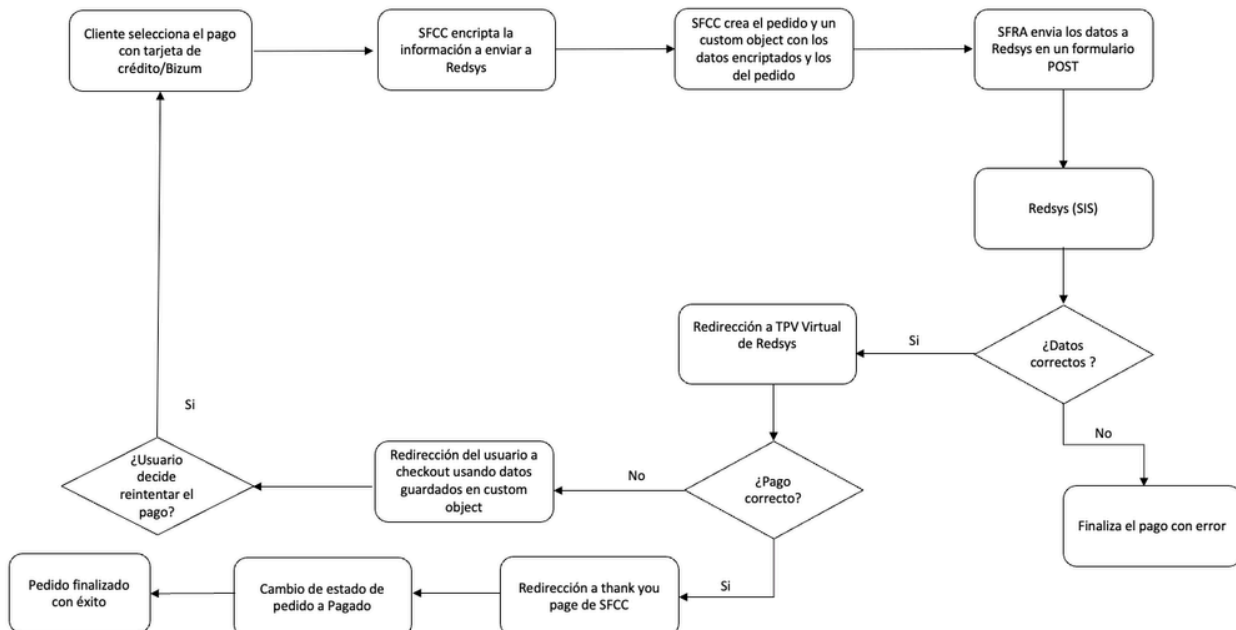 Cliente selecciona el pago
con tarjeta de
crédito/Bizum
SFCC encripta la
información a enviar a
Redsys
SFCC crea el pedido y un
custom object con los
datos encriptados y los
del pedido
SFRA envia los datos a
Redsys en un formulario
POST
Redsys (SIS)
¿Datos
correctos ?
Si
Redirección a TPV Virtual
de Redsys
No
Finaliza el pago con error
¿Pago
correcto?
No
Redirección del usuario a
checkout usando datos
guardados en custom
object
¿Usuario
decide
reintentar el
pago?
Si
Si
Redirección a thank you
page de SFCC
Cambio de estado de
pedido a Pagado
Pedido finalizado
con éxito